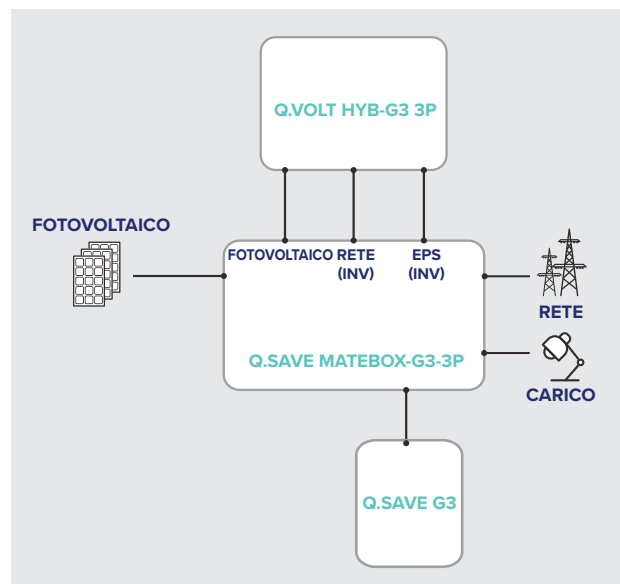 Q.VOLT HYB-G3 3P
FOTOVOLTAICO
FOTOVOLTAICO RETE
(INV)
EPS
(INV)
RETE
Q.SAVE MATEBOX-G3-3P
CARICO
Q.SAVE G3